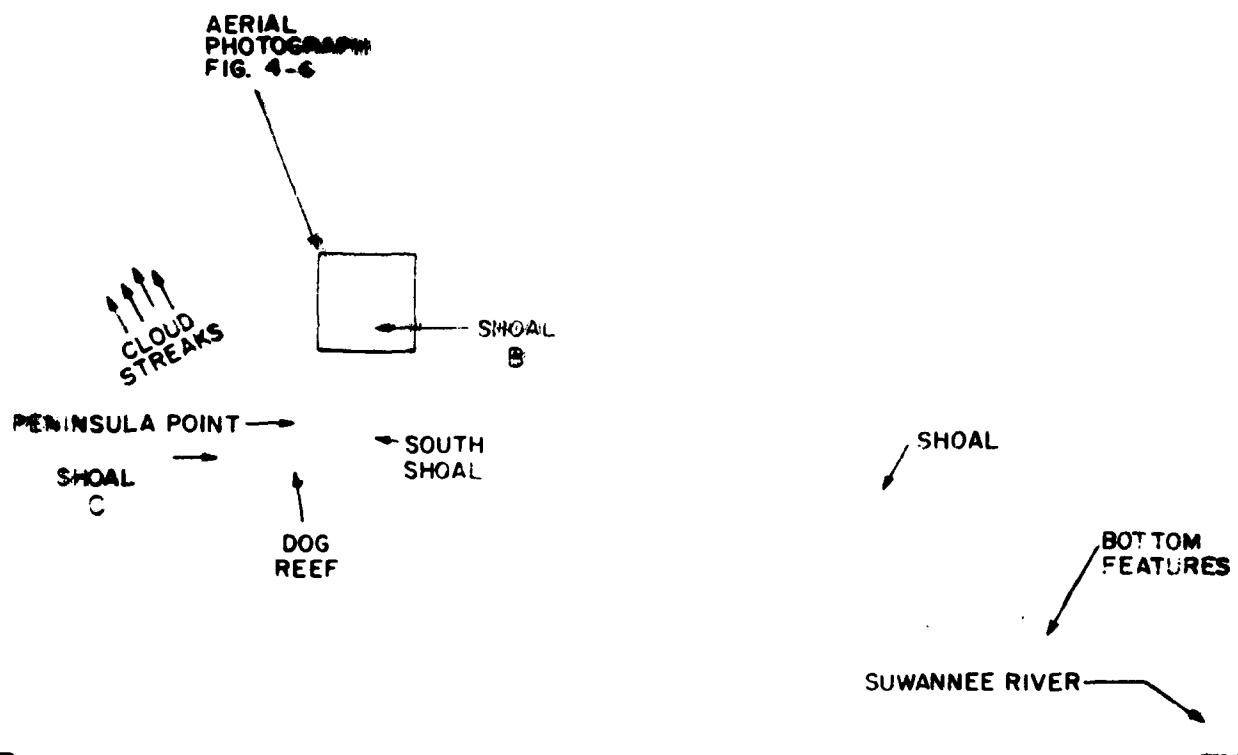 AERIAL
PHOTOGRAPH
FIG. 4-6
SHOAL
B
CLOUD
STREAKS
PENINSULA POINT
SOUTH
SHOAL
SHOAL
C
DOG
REEF
SHOAL
BOTTOM
FEATURES
SUWANNEE RIVER